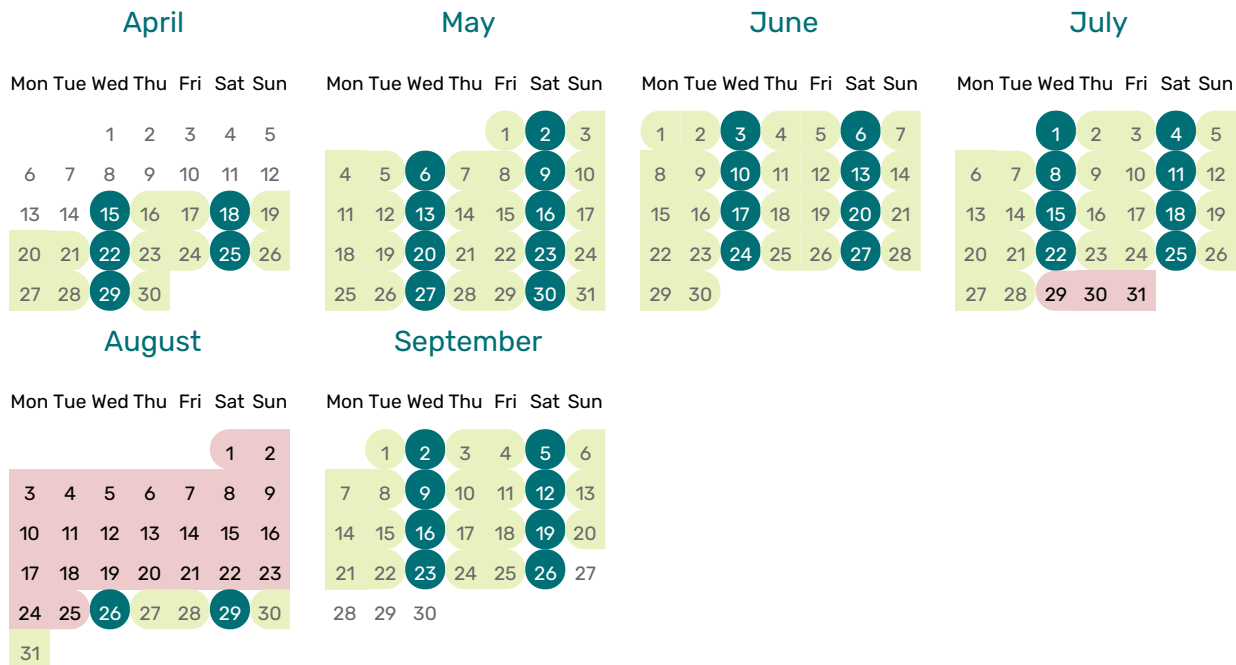 April May June July
Mon Tue Wed Thu Fri Sat Sun Mon Tue Wed Thu Fri Sat Sun Mon Tue Wed Thu Fri Sat Sun Mon Tue Wed Thu Fri Sat Sun
1 2 3 4 5 1 2 3 1 2 3 4 5 6 7 1 2 3 4 5
6 7 8 9 10 11 12 4 5 6 7 8 9 10 8 9 10 11 12 13 14 6 7 8 9 10 11 12
13 14 15 16 17 18 19 11 12 13 14 15 16 17 15 16 17 18 19 20 21 13 14 15 16 17 18 19
20 21 22 23 24 25 26 18 19 20 21 22 23 24 22 23 24 25 26 27 28 20 21 22 23 24 25 26
27 28 29 30 25 26 27 28 29 30 31 29 30 27 28 29 30 31
August September
Mon Tue Wed Thu Fri Sat Sun Mon Tue Wed Thu Fri Sat Sun
1 2 1 2 3 4 5 6
3 4 5 6 7 8 9 7 8 9 10 11 12 13
10 11 12 13 14 15 16 14 15 16 17 18 19 20
17 18 19 20 21 22 23 21 22 23 24 25 26 27
24 25 26 27 28 29 30 28 29 30
31